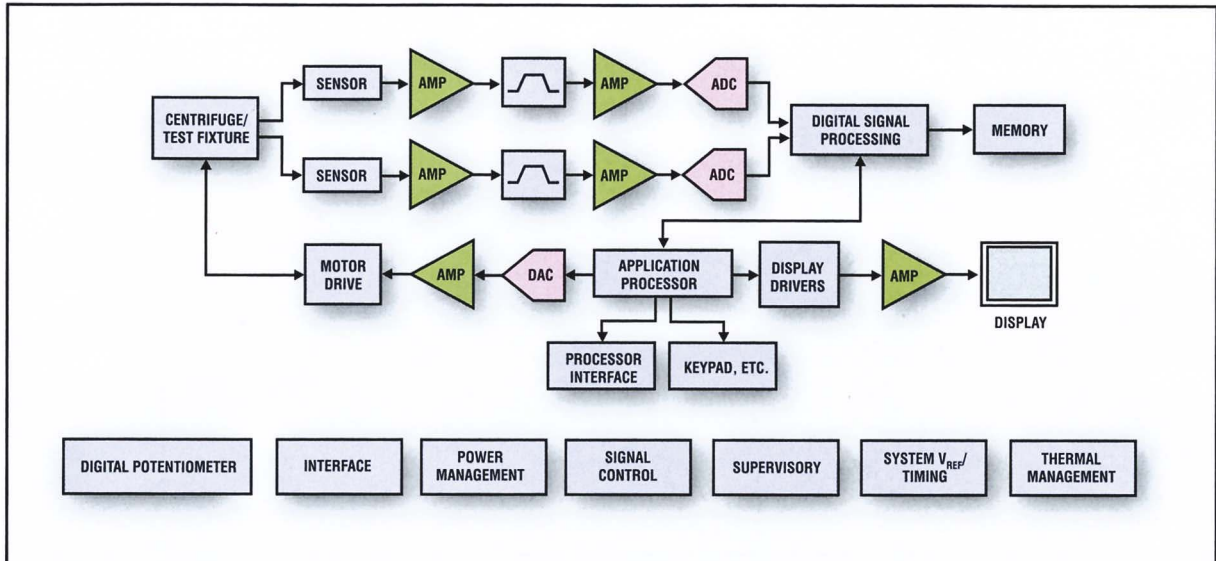 SENSOR
AMP
AMP
ADC
CENTRIFUGE/
TEST FIXTURE
DIGITAL SIGNAL
PROCESSING
MEMORY
SENSOR
AMP
AMP
ADC
MOTOR
DRIVE
AMP
DAC
APPLICATION
PROCESSOR
DISPLAY
DRIVERS
AMP
DISPLAY
PROCESSOR
INTERFACE
KEYPAD, ETC.
DIGITAL POTENTIOMETER
INTERFACE
POWER
MANAGEMENT
SIGNAL
CONTROL
SUPERVISORY
SYSTEM V_REF/
TIMING
THERMAL
MANAGEMENT